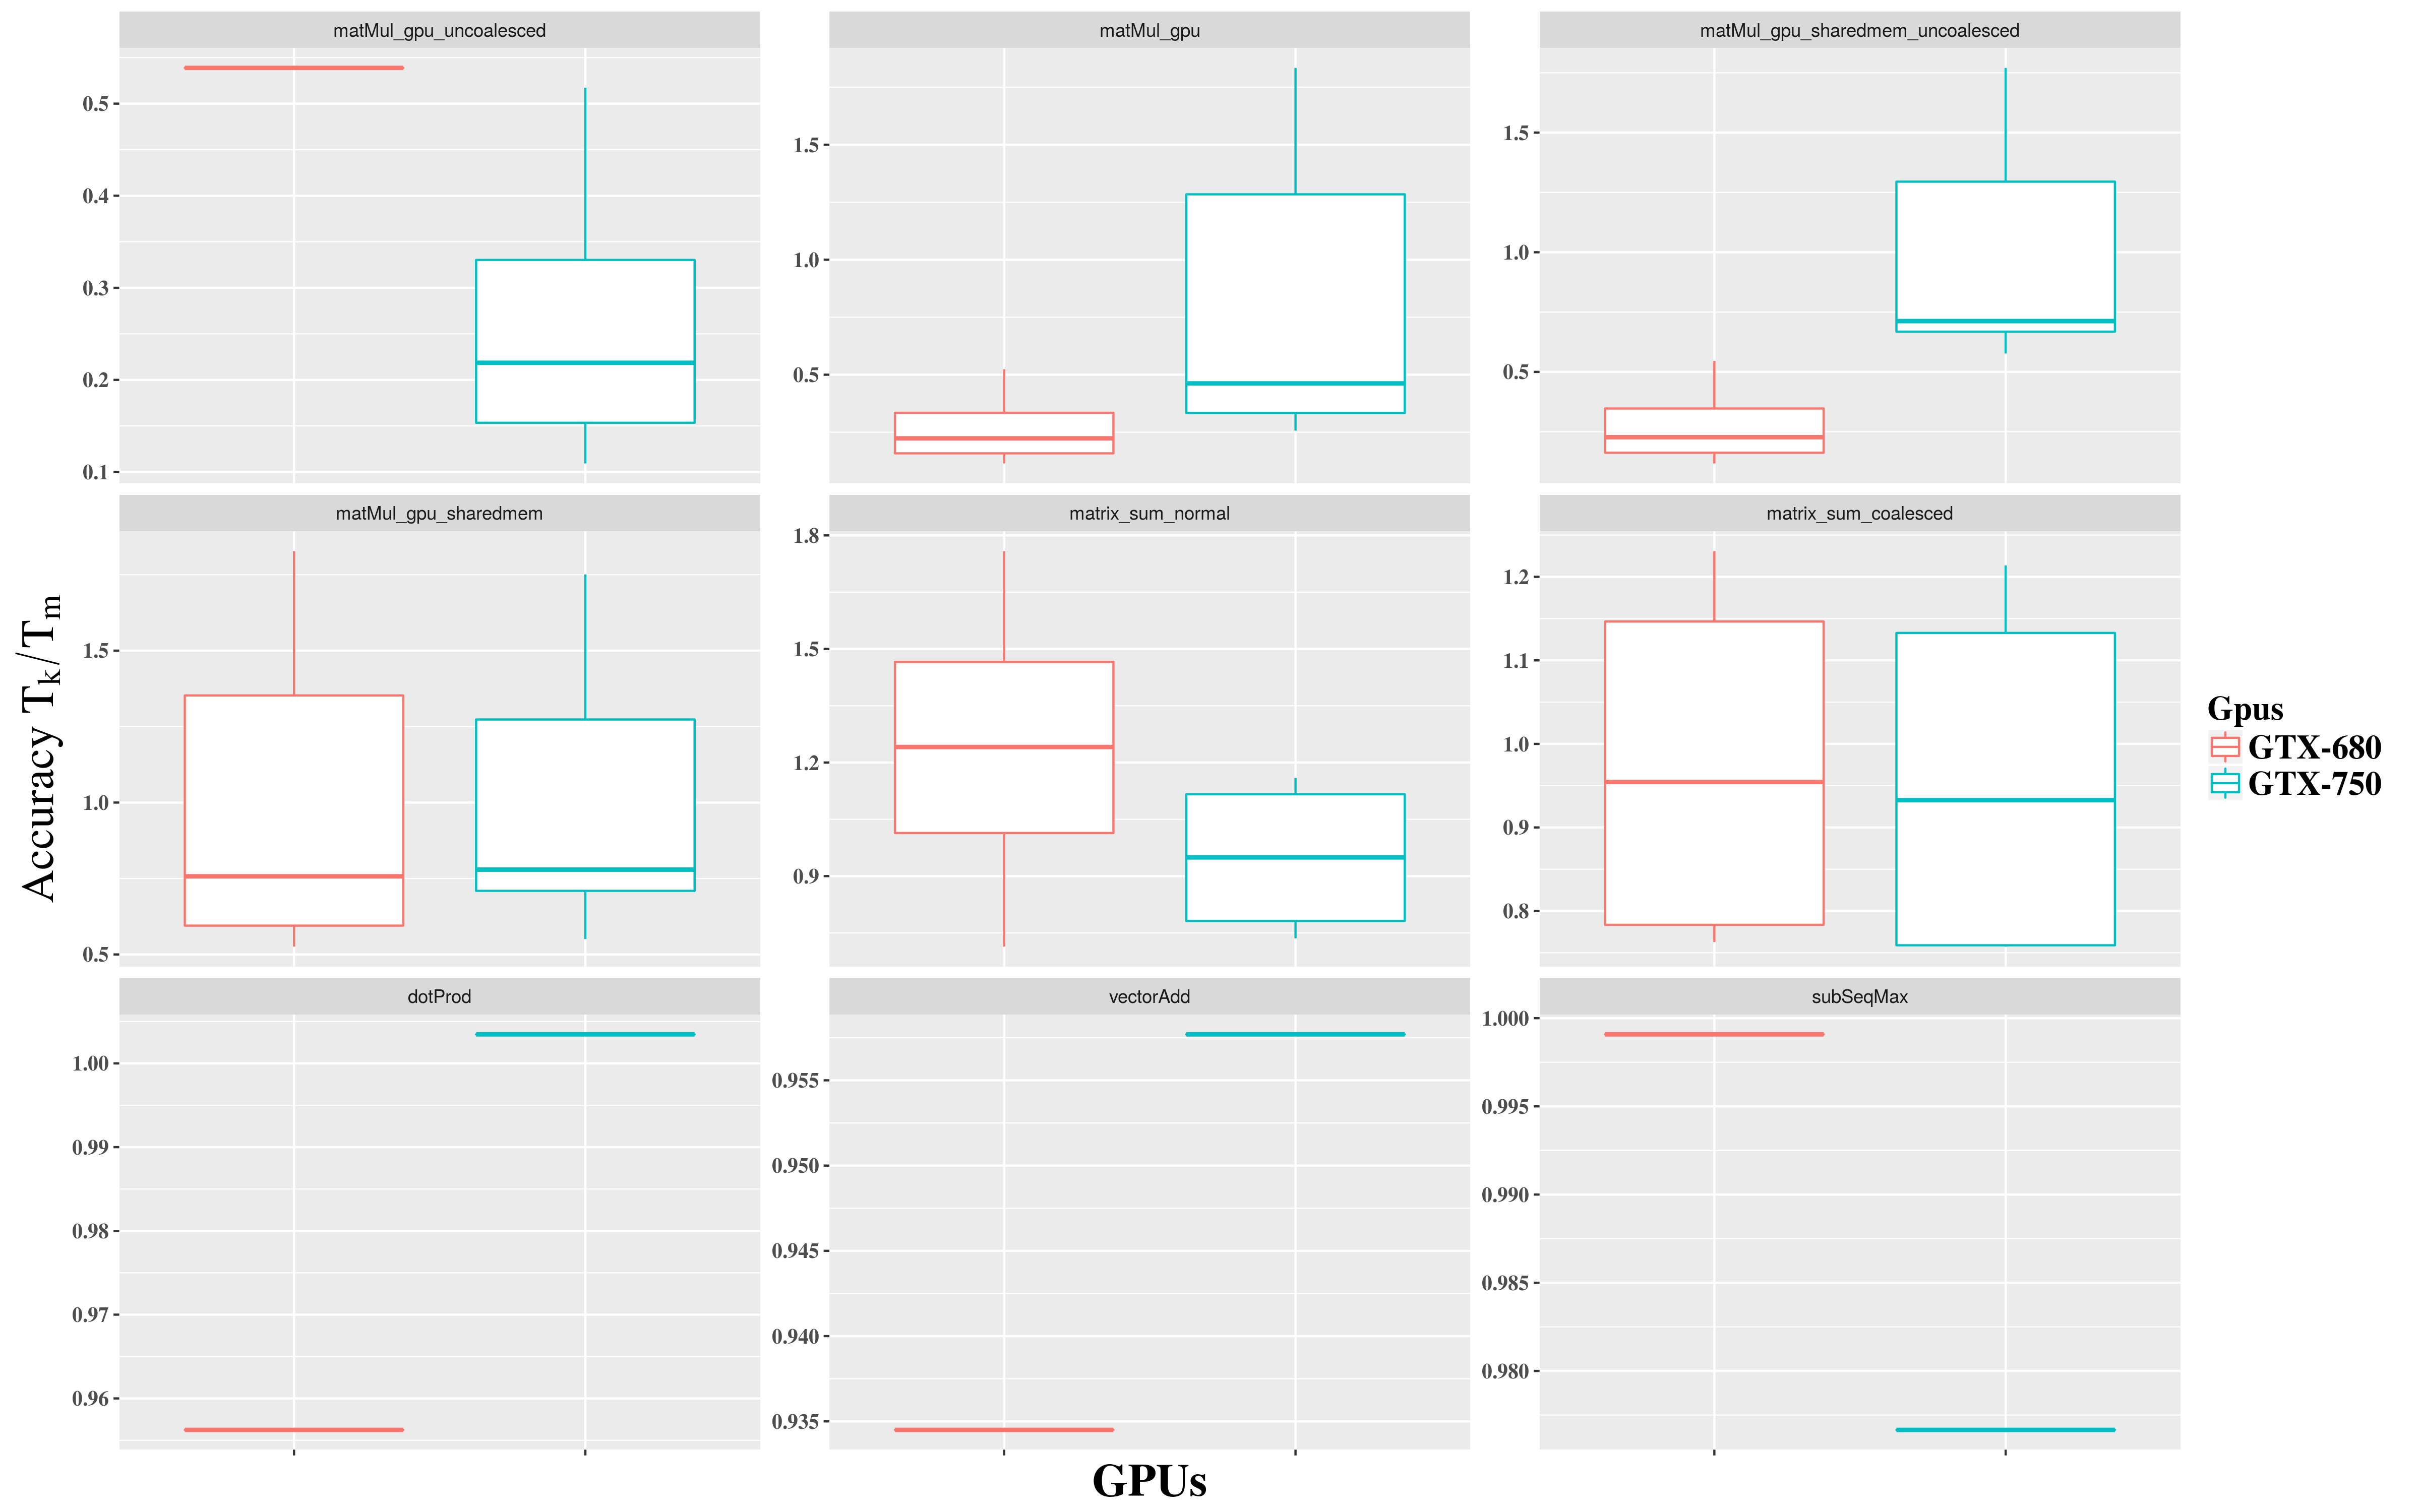 matMul_gpu_uncoalesced
0.5
0.4
0.3
0.2
0.1
matMul_gpu
1.5
1.0
0.5
matMul_gpu_sharedmem_uncoalesced
1.5
1.0
0.5
matMul_gpu_sharedmem
1.5
1.0
0.5
matrix_sum_normal
1.8
1.5
1.2
0.9
matrix_sum_coalesced
1.2
1.1
1.0
0.9
0.8
dotProd
1.00
0.99
0.98
0.97
0.96
vectorAdd
0.955
0.950
0.945
0.940
0.935
subSeqMax
1.000
0.995
0.990
0.985
0.980
Accuracy Tk/Tm
GPUs
Gpus
GTX-680
GTX-750